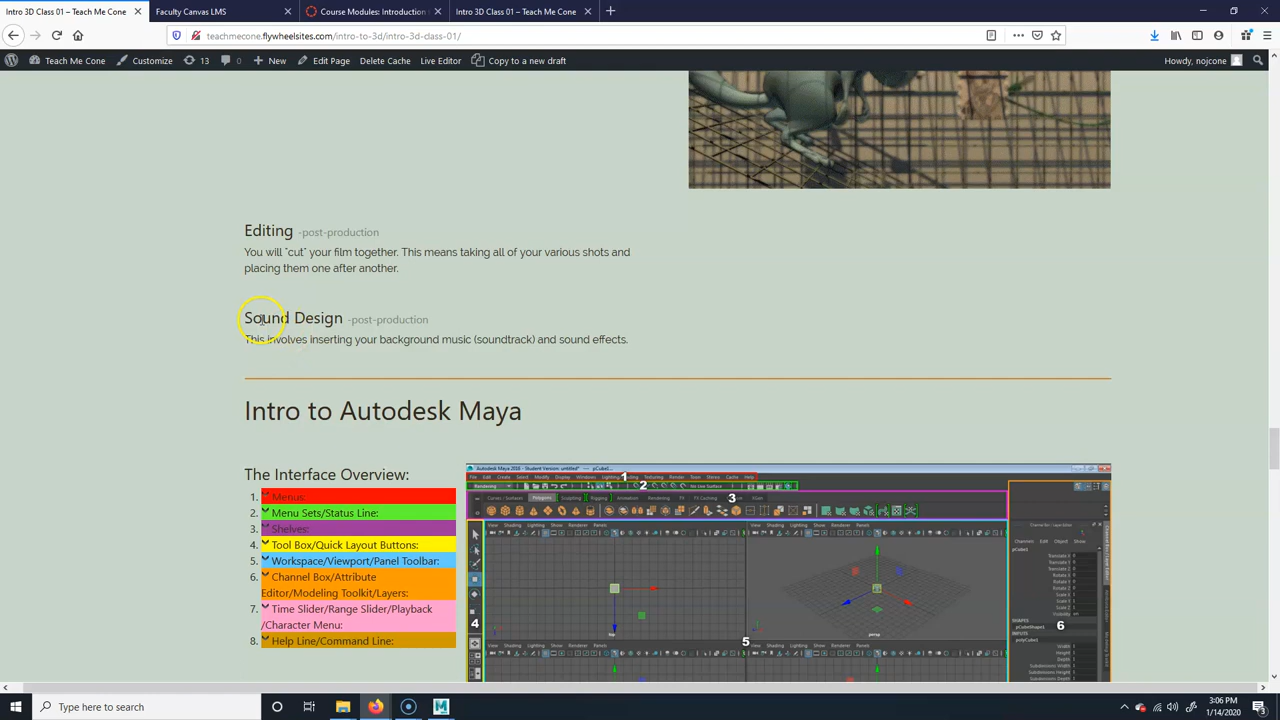 Intro 3D Class 01 – Teach Me Cone
Faculty Canvas LMS
Course Modules: Introduction
Intro 3D Class 01 – Teach Me Cone
teachmecone.flywheelsites.com/intro-to-3d/intro-3d-class-01/
Teach Me Cone
Customize
13
0
New
Edit Page
Delete Cache
Live Editor
Copy to a new draft
Howdy, nojcone
Editing -post-production
You will "cut" your film together. This means taking all of your various shots and
placing them one after another.
Sound Design -post-production
This involves inserting your background music (soundtrack) and sound effects.
Intro to Autodesk Maya
The Interface Overview:
1. Menus:
2. Menu Sets/Status Line:
3. Shelves:
4. Tool Box/Quick Layout Buttons:
5. Workspace/Viewport/Panel Toolbar:
6. Channel Box/Attribute
Editor/Modeling Toolkit/Layers:
7. Time Slider/Range Slider/Playback
/Character Menu:
8. Help Line/Command Line:
1
2
3
4
5
6
Type here to search
3:06 PM
1/14/2020